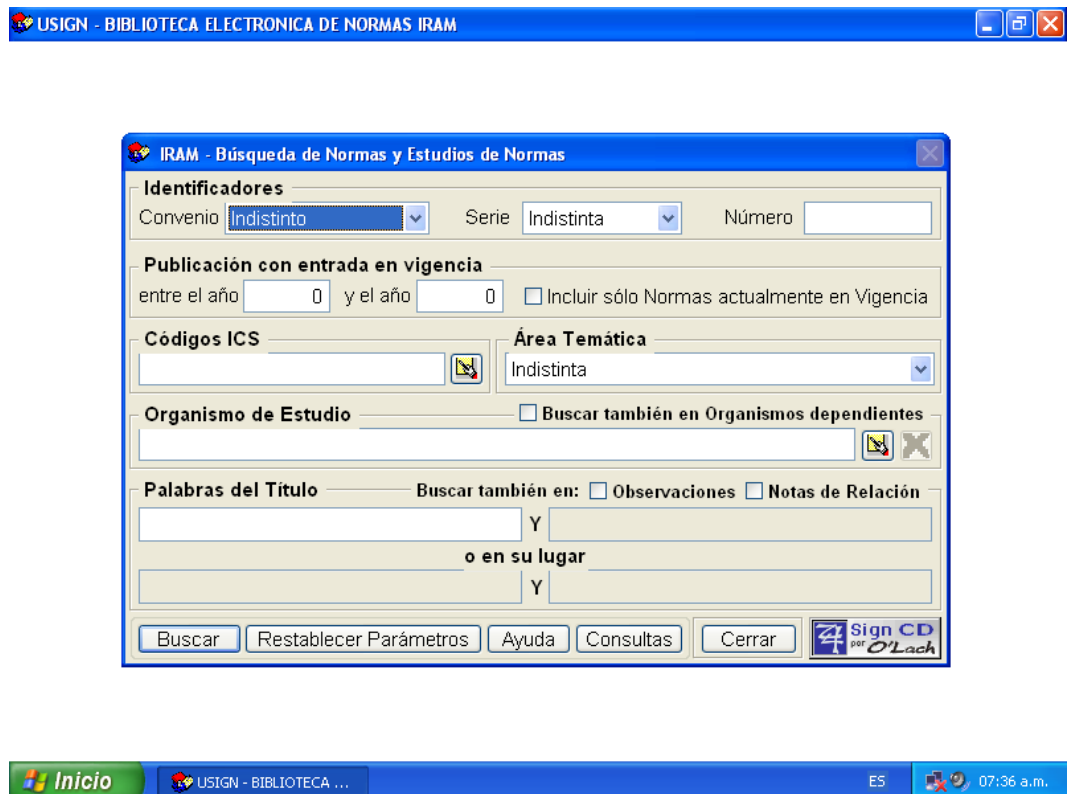 USIGN - BIBLIOTECA ELECTRONICA DE NORMAS IRAM
IRAM - Búsqueda de Normas y Estudios de Normas
Identificadores
Convenio Indistinto Serie Indistinta Número
Publicación con entrada en vigencia
entre el año 0 y el año 0 Incluir sólo Normas actualmente en Vigencia
Códigos ICS Área Temática
Indistinta
Organismo de Estudio Buscar también en Organismos dependientes
Palabras del Título Buscar también en: Observaciones Notas de Relación
Y
o en su lugar
Y
Buscar Restablecer Parámetros Ayuda Consultas Cerrar Sign CD
por O'Lach
Inicio USIGN - BIBLIOTECA ... ES 07:36 a.m.